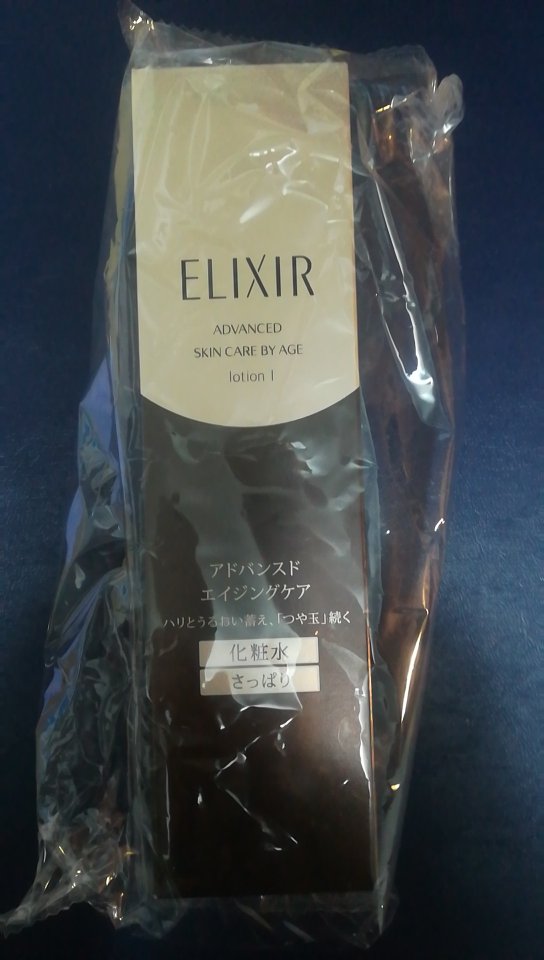 ELIXIR
ADVANCED
SKIN CARE BY AGE
lotion I
アドバンスド
エイジングケア
ハリとうるおい蓄え、「つや玉」続く
化粧水
さっぱり